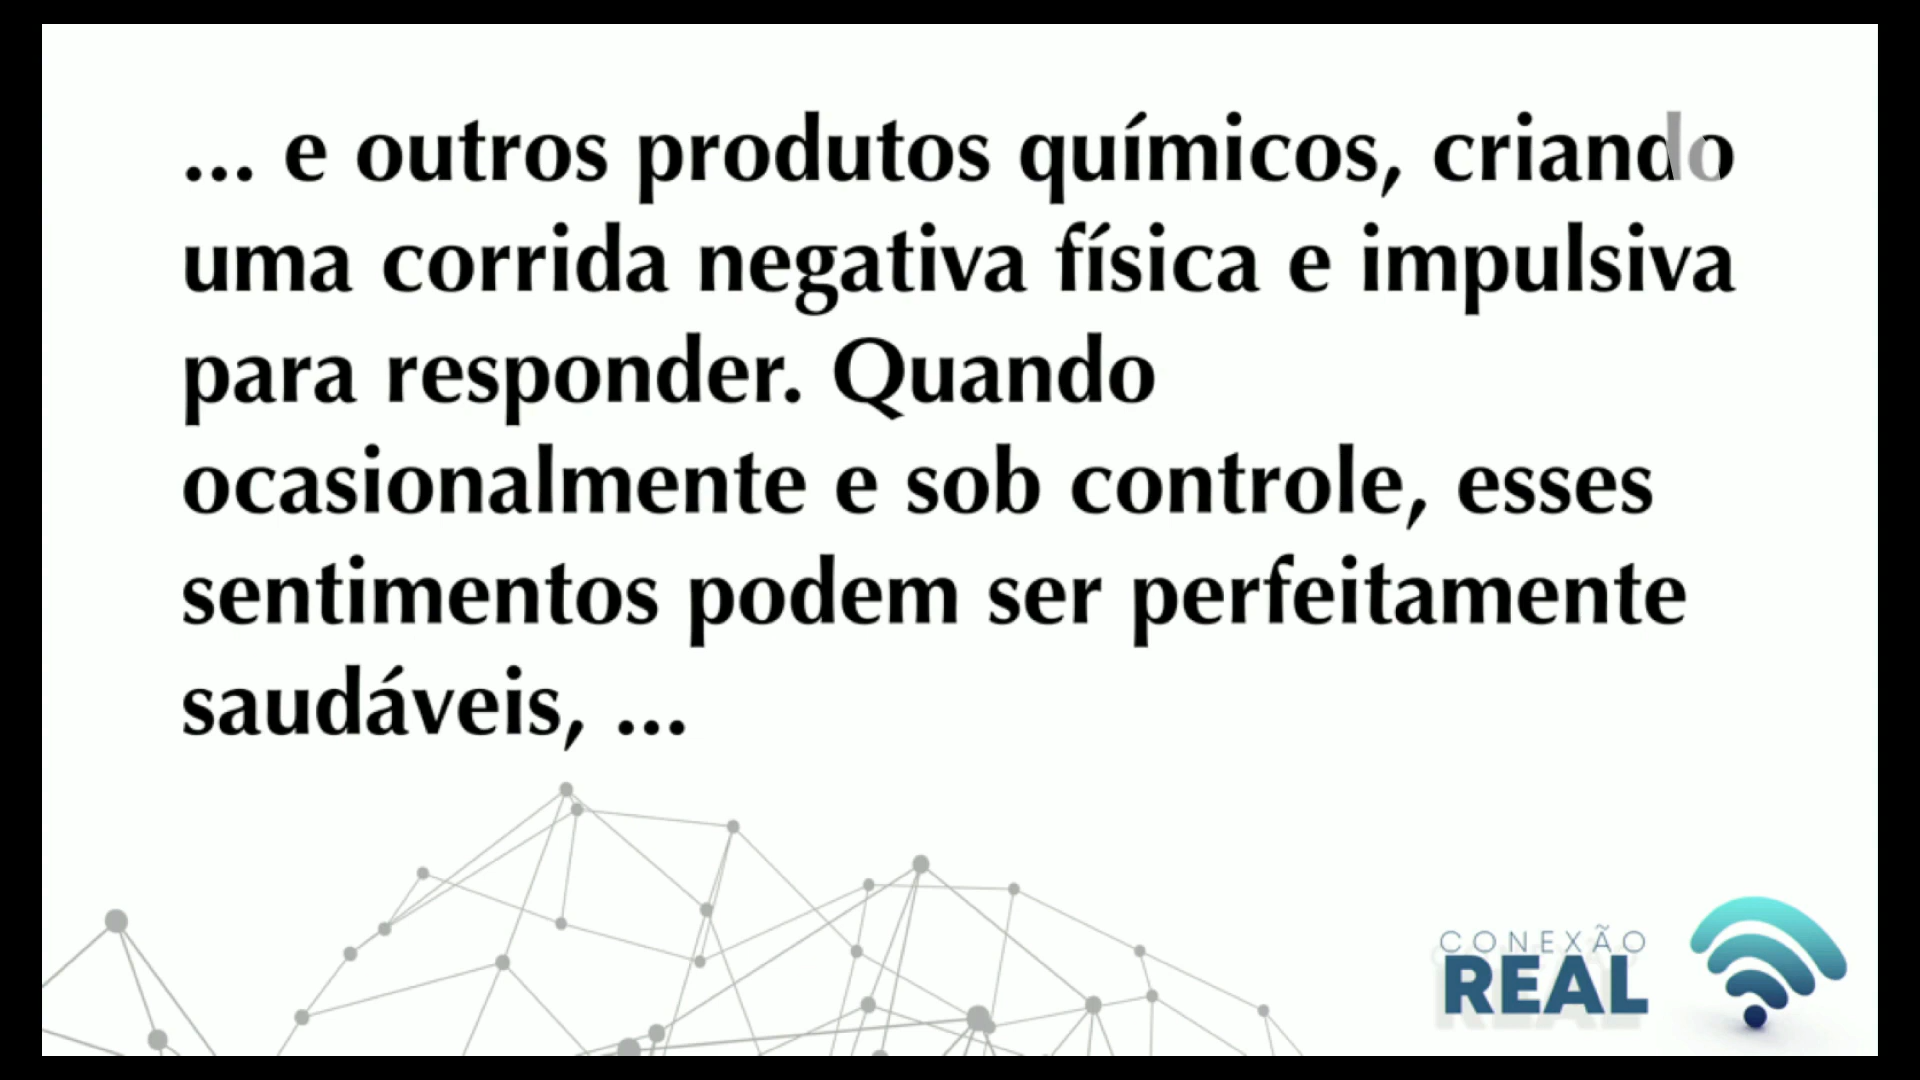 ... e outros produtos químicos, criando
uma corrida negativa física e impulsiva
para responder. Quando
ocasionalmente e sob controle, esses
sentimentos podem ser perfeitamente
saudáveis, ...
CONEXÃO
REAL